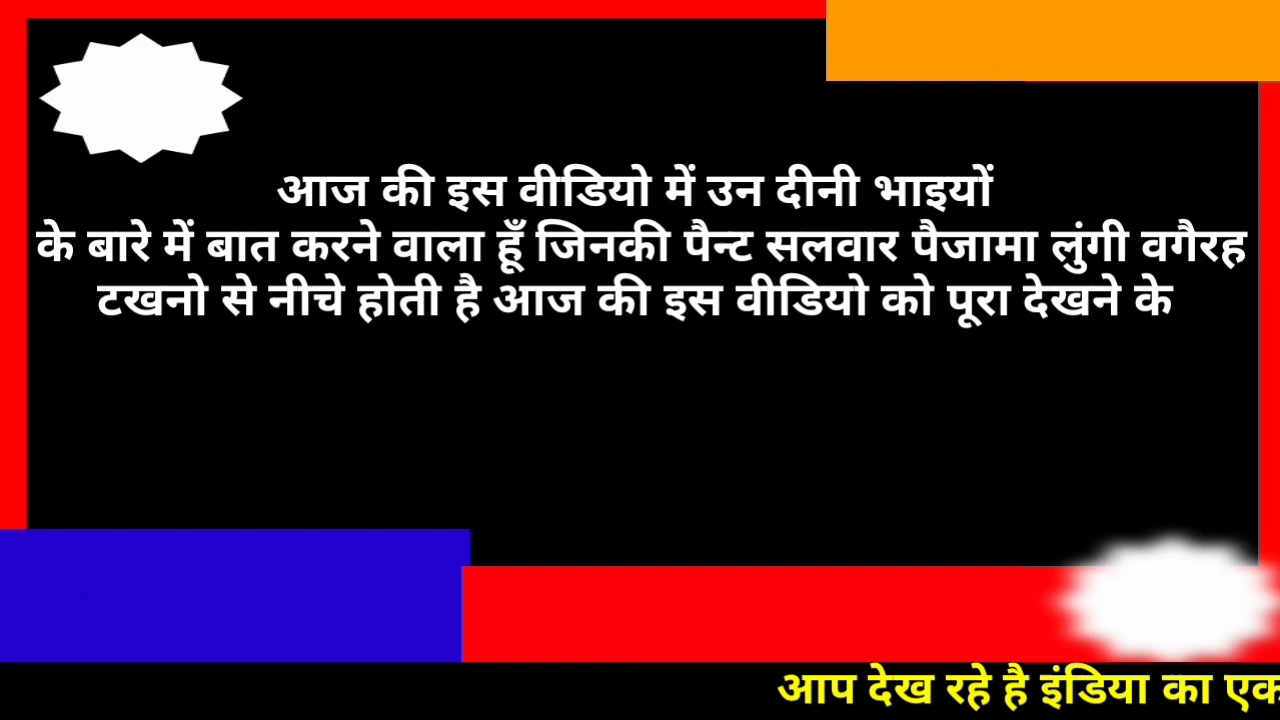 आज की इस वीडियो में उन दीनी भाइयों
के बारे में बात करने वाला हूँ जिनकी पैन्ट सलवार पैजामा लुंगी वगैरह
टखनो से नीचे होती है आज की इस वीडियो को पूरा देखने के
आप देख रहे है इंडिया का एक